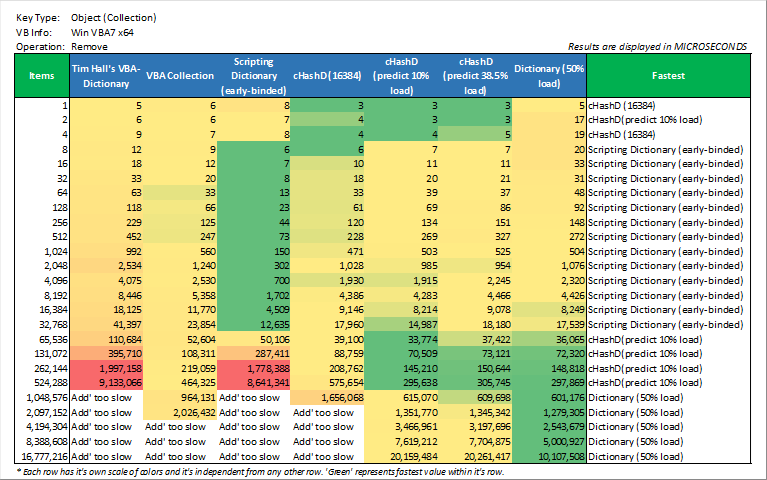 Key Type: Object (Collection)
VB Info: Win VBA7 x64
Operation: Remove
Results are displayed in MICROSECONDS
Items | Tim Hall's VBA-Dictionary | VBA Collection | Scripting Dictionary (early-binded) | cHashD (16384) | cHashD (predict 10% load) | cHashD (predict 38.5% load) | Dictionary (50% load) | Fastest
1 5 6 8 3 3 3 5 cHashD (16384)
2 6 6 7 4 3 3 17 cHashD(predict 10% load)
4 9 7 8 4 4 5 19 cHashD (16384)
8 12 9 6 6 7 7 20 Scripting Dictionary (early-binded)
16 18 12 7 10 11 11 33 Scripting Dictionary (early-binded)
32 33 20 8 18 20 21 31 Scripting Dictionary (early-binded)
64 63 33 13 33 39 37 48 Scripting Dictionary (early-binded)
128 118 66 23 61 69 86 92 Scripting Dictionary (early-binded)
256 229 125 44 120 134 151 148 Scripting Dictionary (early-binded)
512 452 247 73 228 269 327 272 Scripting Dictionary (early-binded)
1,024 992 560 150 471 503 525 504 Scripting Dictionary (early-binded)
2,048 2,534 1,240 302 1,028 985 954 1,076 Scripting Dictionary (early-binded)
4,096 4,075 2,530 700 1,930 1,915 2,245 2,320 Scripting Dictionary (early-binded)
8,192 8,446 5,358 1,702 4,386 4,283 4,466 4,426 Scripting Dictionary (early-binded)
16,384 18,125 11,770 4,509 9,146 8,214 9,078 8,249 Scripting Dictionary (early-binded)
32,768 41,397 23,854 12,635 17,960 14,987 18,180 17,539 Scripting Dictionary (early-binded)
65,536 110,684 52,604 50,106 39,100 33,774 37,422 36,065 cHashD(predict 10% load)
131,072 395,710 108,311 287,411 88,759 70,509 73,121 72,320 cHashD(predict 10% load)
262,144 1,997,158 219,059 1,778,388 208,762 145,210 150,644 148,818 cHashD(predict 10% load)
524,288 9,133,066 464,325 8,641,341 575,654 295,638 305,745 297,869 cHashD(predict 10% load)
1,048,576 Add' too slow 964,131 Add' too slow 1,656,068 615,070 609,698 601,176 Dictionary (50% load)
2,097,152 Add' too slow 2,026,432 Add' too slow Add' too slow 1,351,770 1,345,342 1,279,305 Dictionary (50% load)
4,194,304 Add' too slow Add' too slow Add' too slow Add' too slow 3,466,961 3,197,696 2,543,679 Dictionary (50% load)
8,388,608 Add' too slow Add' too slow Add' too slow Add' too slow 7,619,212 7,704,875 5,000,927 Dictionary (50% load)
16,777,216 Add' too slow Add' too slow Add' too slow Add' too slow 20,159,484 20,261,417 10,107,508 Dictionary (50% load)
* Each row has it's own scale of colors and it's independent from any other row. 'Green' represents fastest value within it's row.